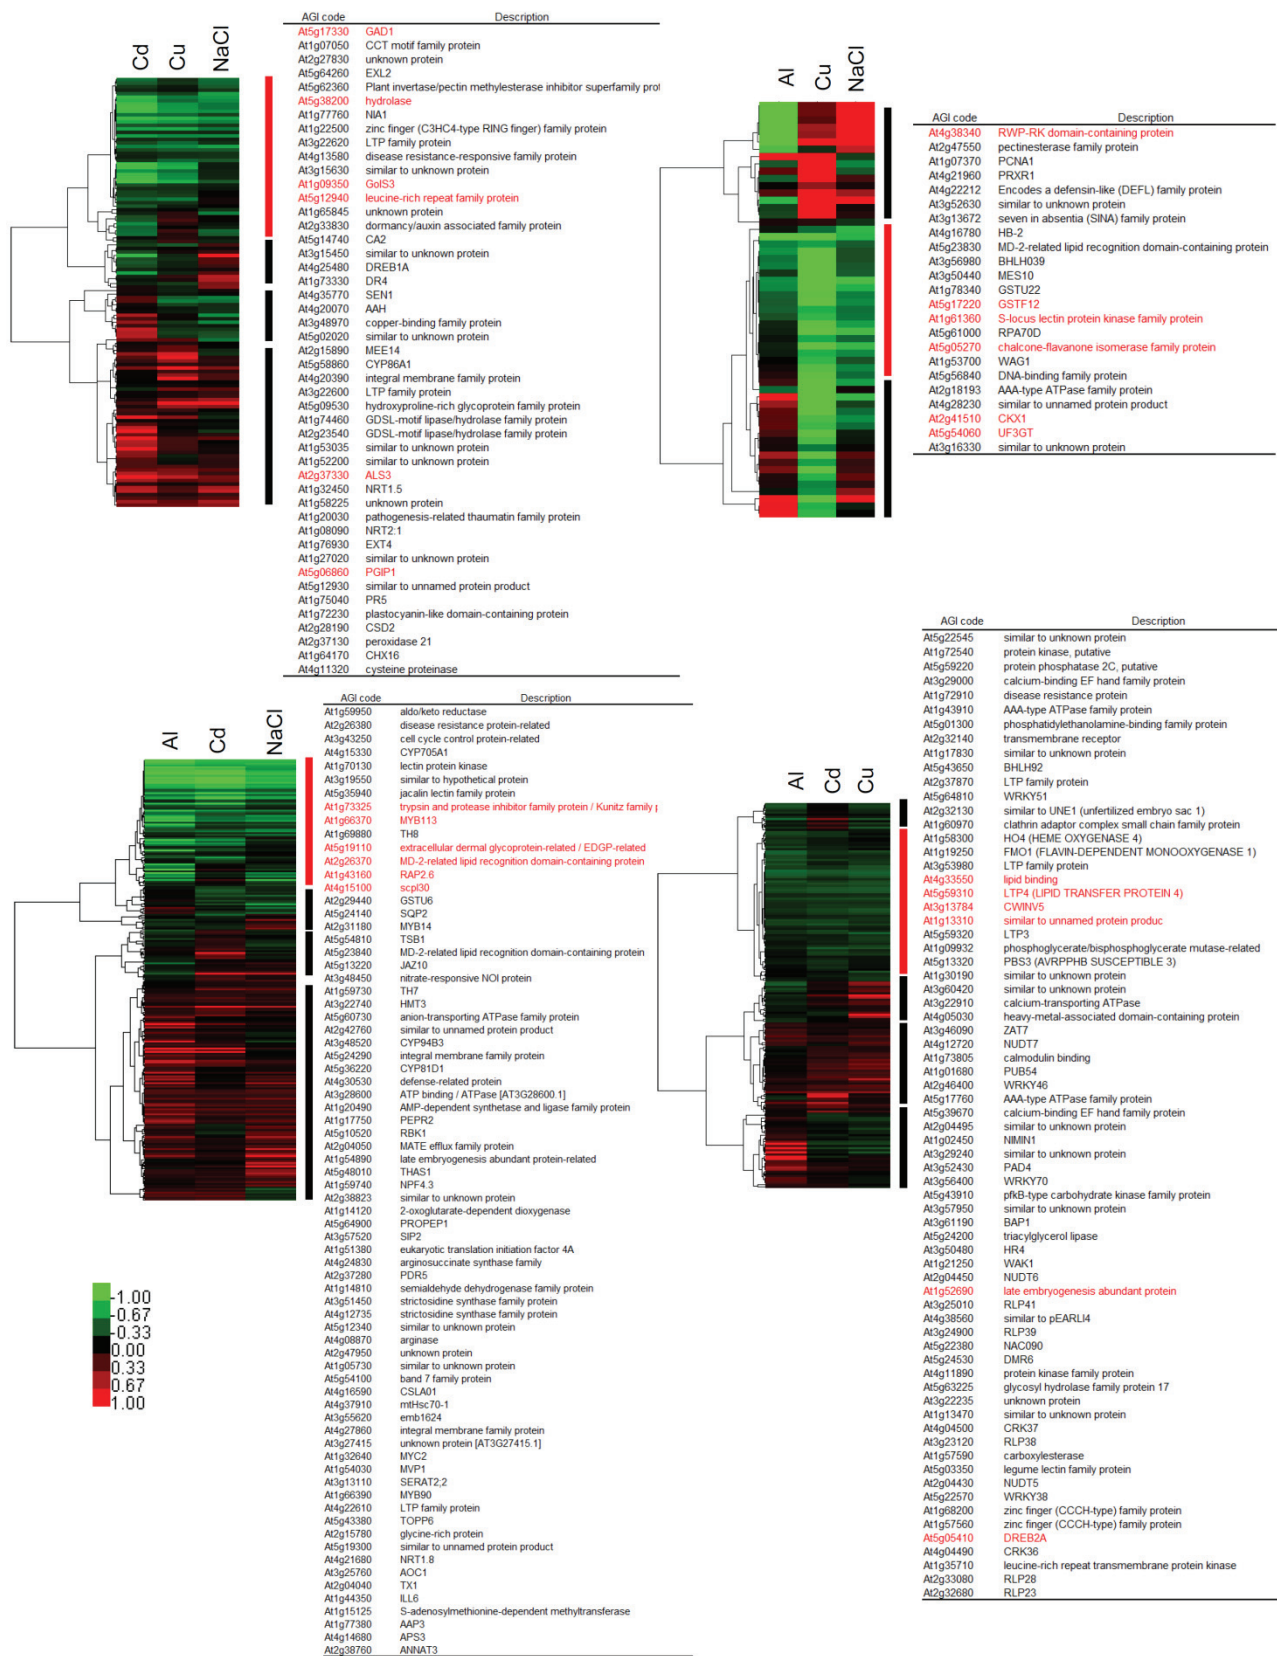 Cd Cu NaCl
AGI code Description
At5g17330 GAD1
At1g07050 CCT motif family protein
At2g27830 unknown protein
At5g64260 EXL2
At5g62360 Plant invertase/pectin methylesterase inhibitor superfamily prot
At5g38200 hydrolase
At1g77760 NIA1
At1g22500 zinc finger (C3HC4-type RING finger) family protein
At3g22620 LTP family protein
At4g13580 disease resistance-responsive family protein
At3g15630 similar to unknown protein
At1g09350 GolS3
At5g12940 leucine-rich repeat family protein
At1g65845 unknown protein
At2g33830 dormancy/auxin associated family protein
At5g14740 CA2
At3g15450 similar to unknown protein
At4g25480 DREB1A
At1g73330 DR4
At4g35770 SEN1
At4g20070 AAH
At3g48970 copper-binding family protein
At5g02020 similar to unknown protein
At2g15890 MEE14
At5g58860 CYP86A1
At4g20390 integral membrane family protein
At3g22600 LTP family protein
At5g09530 hydroxyproline-rich glycoprotein family protein
At1g74460 GDSL-motif lipase/hydrolase family protein
At2g23540 GDSL-motif lipase/hydrolase family protein
At1g53035 similar to unknown protein
At1g52200 similar to unknown protein
At2g37330 ALS3
At1g32450 NRT1.5
At1g58225 unknown protein
At1g20030 pathogenesis-related thaumatin family protein
At1g08090 NRT2:1
At1g76930 EXT4
At1g27020 similar to unknown protein
At5g06860 PGIP1
At5g12930 similar to unnamed protein product
At1g75040 PR5
At1g72230 plastocyanin-like domain-containing protein
At2g28190 CSD2
At2g37130 peroxidase 21
At1g64170 CHX16
At4g11320 cysteine proteinase
Al Cu NaCl
AGI code Description
At4g38340 RWP-RK domain-containing protein
At2g47550 pectinesterase family protein
At1g07370 PCNA1
At4g21960 PRXR1
At4g22212 Encodes a defensin-like (DEFL) family protein
At3g52630 similar to unknown protein
At3g13672 seven in absentia (SINA) family protein
At4g16780 HB-2
At5g23830 MD-2-related lipid recognition domain-containing protein
At3g56980 BHLH039
At3g50440 MES10
At1g78340 GSTU22
At5g17220 GSTF12
At1g61360 S-locus lectin protein kinase family protein
At5g61000 RPA70D
At5g05270 chalcone-flavanone isomerase family protein
At1g53700 WAG1
At5g56840 DNA-binding family protein
At2g18193 AAA-type ATPase family protein
At4g28230 similar to unnamed protein product
At2g41510 CKX1
At5g54060 UF3GT
At3g16330 similar to unknown protein
Al Cd NaCl
AGI code Description
At1g59950 aldo/keto reductase
At2g26380 disease resistance protein-related
At3g43250 cell cycle control protein-related
At4g15330 CYP705A1
At1g70130 lectin protein kinase
At3g19550 similar to hypothetical protein
At5g35940 jacalin lectin family protein
At1g73325 trypsin and protease inhibitor family protein / Kunitz family p
At1g66370 MYB113
At1g69880 TH8
At5g19110 extracellular dermal glycoprotein-related / EDGP-related
At2g26370 MD-2-related lipid recognition domain-containing protein
At1g43160 RAP2.6
At4g15100 scpl30
At2g29440 GSTU6
At5g24140 SQP2
At2g31180 MYB14
At5g54810 TSB1
At5g23840 MD-2-related lipid recognition domain-containing protein
At5g13220 JAZ10
At3g48450 nitrate-responsive NOI protein
At1g59730 TH7
At3g22740 HMT3
At5g60730 anion-transporting ATPase family protein
At2g42760 similar to unnamed protein product
At3g48520 CYP94B3
At5g24290 integral membrane family protein
At5g36220 CYP81D1
At4g30530 defense-related protein
At3g28600 ATP binding / ATPase [AT3G28600.1]
At1g20490 AMP-dependent synthetase and ligase family protein
At1g17750 PEPR2
At5g10520 RBK1
At2g04050 MATE efflux family protein
At1g54890 late embryogenesis abundant protein-related
At5g48010 THAS1
At1g59740 NPF4.3
At2g38823 similar to unknown protein
At1g14120 2-oxoglutarate-dependent dioxygenase
At5g64900 PROPEP1
At3g57520 SIP2
At1g51380 eukaryotic translation initiation factor 4A
At4g24830 arginosuccinate synthase family
At2g37280 PDR5
At1g14810 semialdehyde dehydrogenase family protein
At3g51450 strictosidine synthase family protein
At4g12735 strictosidine synthase family protein
At5g12340 similar to unknown protein
At4g08870 arginase
At2g47950 unknown protein
At1g05730 similar to unknown protein
At5g54100 band 7 family protein
At4g16590 CSLA01
At4g37910 mtHsc70-1
At3g55620 emb1624
At4g27860 integral membrane family protein
At3g27415 unknown protein [AT3G27415.1]
At1g32640 MYC2
At1g54030 MVP1
At3g13110 SERAT2;2
At1g66390 MYB90
At4g22610 LTP family protein
At5g43380 TOPP6
At2g15780 glycine-rich protein
At5g19300 similar to unnamed protein product
At4g21680 NRT1.8
At3g25760 AOC1
At2g04040 TX1
At1g44350 ILL6
At1g15125 S-adenosylmethionine-dependent methyltransferase
At1g77380 AAP3
At4g14680 APS3
At2g38760 ANNAT3
-1.00
-0.67
-0.33
0.00
0.33
0.67
1.00
Al Cd Cu
AGI code Description
At5g22545 similar to unknown protein
At1g72540 protein kinase, putative
At5g59220 protein phosphatase 2C, putative
At3g29000 calcium-binding EF hand family protein
At1g72910 disease resistance protein
At1g43910 AAA-type ATPase family protein
At5g01300 phosphatidylethanolamine-binding family protein
At2g32140 transmembrane receptor
At1g17830 similar to unknown protein
At5g43650 BHLH92
At2g37870 LTP family protein
At5g64810 WRKY51
At2g32130 similar to UNE1 (unfertilized embryo sac 1)
At1g60970 clathrin adaptor complex small chain family protein
At1g58300 HO4 (HEME OXYGENASE 4)
At1g19250 FMO1 (FLAVIN-DEPENDENT MONOOXYGENASE 1)
At3g53980 LTP family protein
At4g33550 lipid binding
At5g59310 LTP4 (LIPID TRANSFER PROTEIN 4)
At3g13784 CWINV5
At1g13310 similar to unnamed protein produc
At5g59320 LTP3
At1g09932 phosphoglycerate/bisphosphoglycerate mutase-related
At5g13320 PBS3 (AVRPPHB SUSCEPTIBLE 3)
At1g30190 similar to unknown protein
At3g60420 similar to unknown protein
At3g22910 calcium-transporting ATPase
At4g05030 heavy-metal-associated domain-containing protein
At3g46090 ZAT7
At4g12720 NUDT7
At1g73805 calmodulin binding
At1g01680 PUB54
At2g46400 WRKY46
At5g17760 AAA-type ATPase family protein
At5g39670 calcium-binding EF hand family protein
At2g04495 similar to unknown protein
At1g02450 NIMIN1
At3g29240 similar to unknown protein
At3g52430 PAD4
At3g56400 WRKY70
At5g43910 pfkB-type carbohydrate kinase family protein
At3g57950 similar to unknown protein
At3g61190 BAP1
At5g24200 triacylglycerol lipase
At3g50480 HR4
At1g21250 WAK1
At2g04450 NUDT6
At1g52690 late embryogenesis abundant protein
At3g25010 RLP41
At4g38560 similar to pEARLI4
At3g24900 RLP39
At5g22380 NAC090
At5g24530 DMR6
At4g11890 protein kinase family protein
At5g63225 glycosyl hydrolase family protein 17
At3g22235 unknown protein
At1g13470 similar to unknown protein
At4g04500 CRK37
At3g23120 RLP38
At1g57590 carboxylesterase
At5g03350 legume lectin family protein
At2g04430 NUDT5
At5g22570 WRKY38
At1g68200 zinc finger (CCCH-type) family protein
At1g57560 zinc finger (CCCH-type) family protein
At5g05410 DREB2A
At4g04490 CRK36
At1g35710 leucine-rich repeat transmembrane protein kinase
At2g33080 RLP28
At2g32680 RLP23